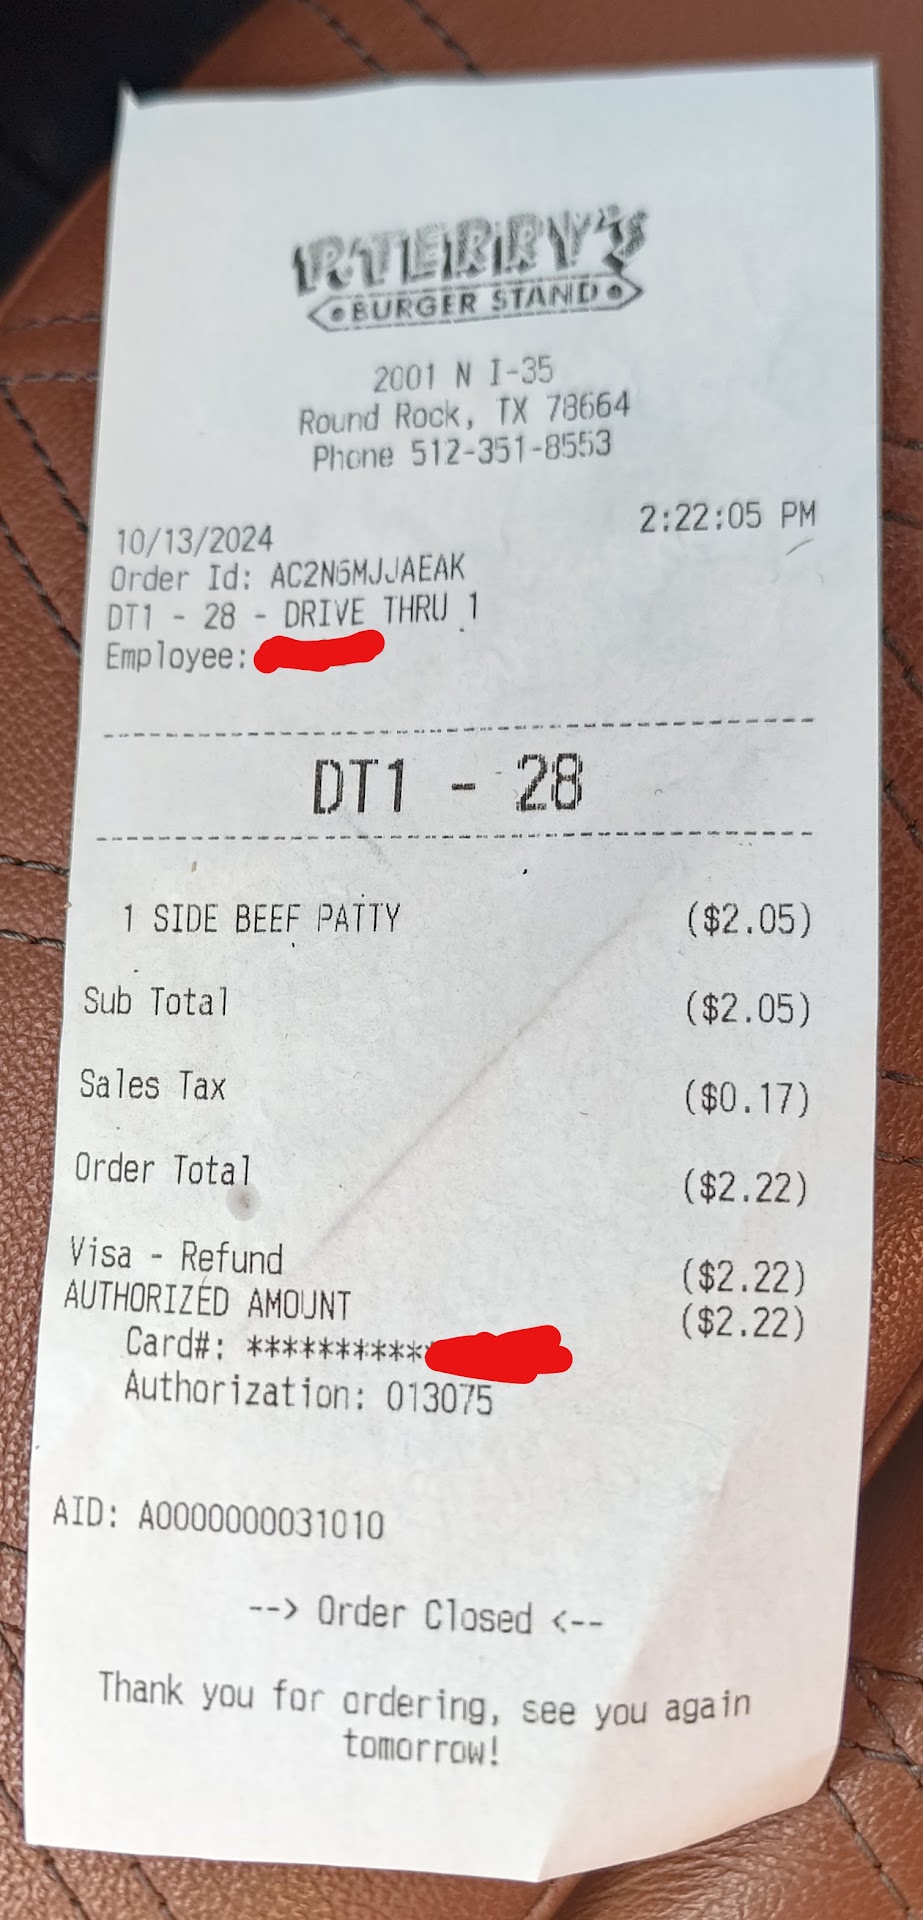 P.TERRY'S
BURGER STAND
2001 N I-35
Round Rock, TX 78664
Phone 512-351-8553
2:22:05 PM
10/13/2024
Order Id: AC2N6MJJAEAK
DT1 - 28 - DRIVE THRU 1
Employee:
DT1 - 28
1 SIDE BEEF PATTY ($2.05)
Sub Total ($2.05)
Sales Tax ($0.17)
Order Total ($2.22)
Visa - Refund ($2.22)
AUTHORIZED AMOUNT ($2.22)
Card#: ***********
Authorization: 013075
AID: A0000000031010
--> Order Closed <--
Thank you for ordering, see you again
tomorrow!